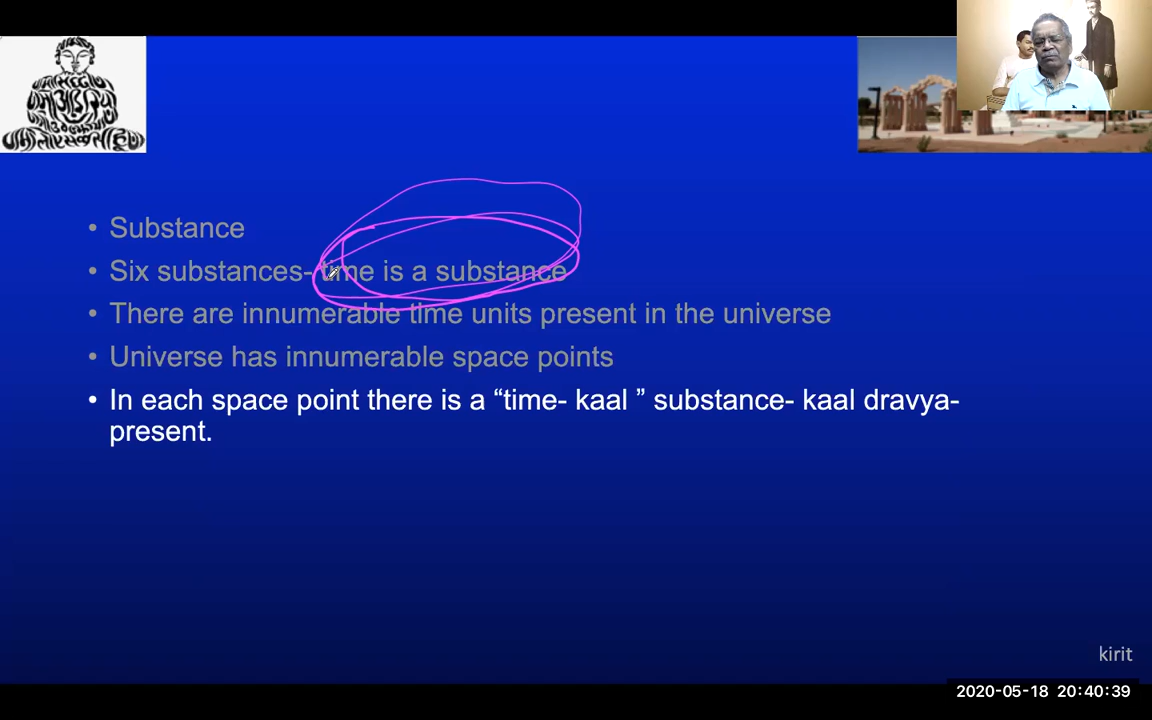 • Substance
• Six substances- time is a substance
• There are innumerable time units present in the universe
• Universe has innumerable space points
• In each space point there is a “time- kaal ” substance- kaal dravya-
present.
kirit
2020-05-18 20:40:39